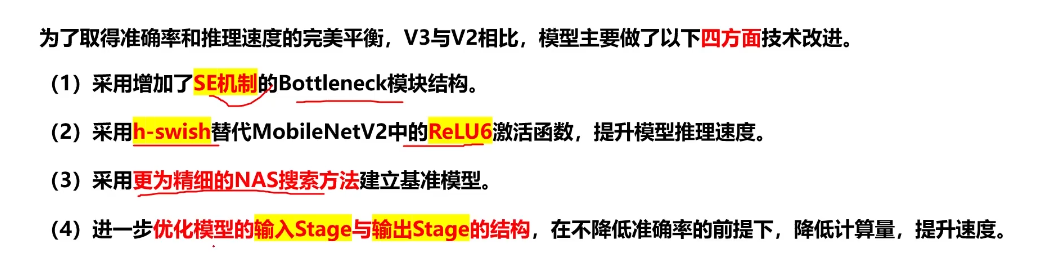 为了取得准确率和推理速度的完美平衡，V3与V2相比，模型主要做了以下四方面技术改进。
（1）采用增加了SE机制的Bottleneck模块结构。
（2）采用h-swish替代MobileNetV2中的ReLU6激活函数，提升模型推理速度。
（3）采用更为精细的NAS搜索方法建立基准模型。
（4）进一步优化模型的输入Stage与输出Stage的结构，在不降低准确率的前提下，降低计算量，提升速度。